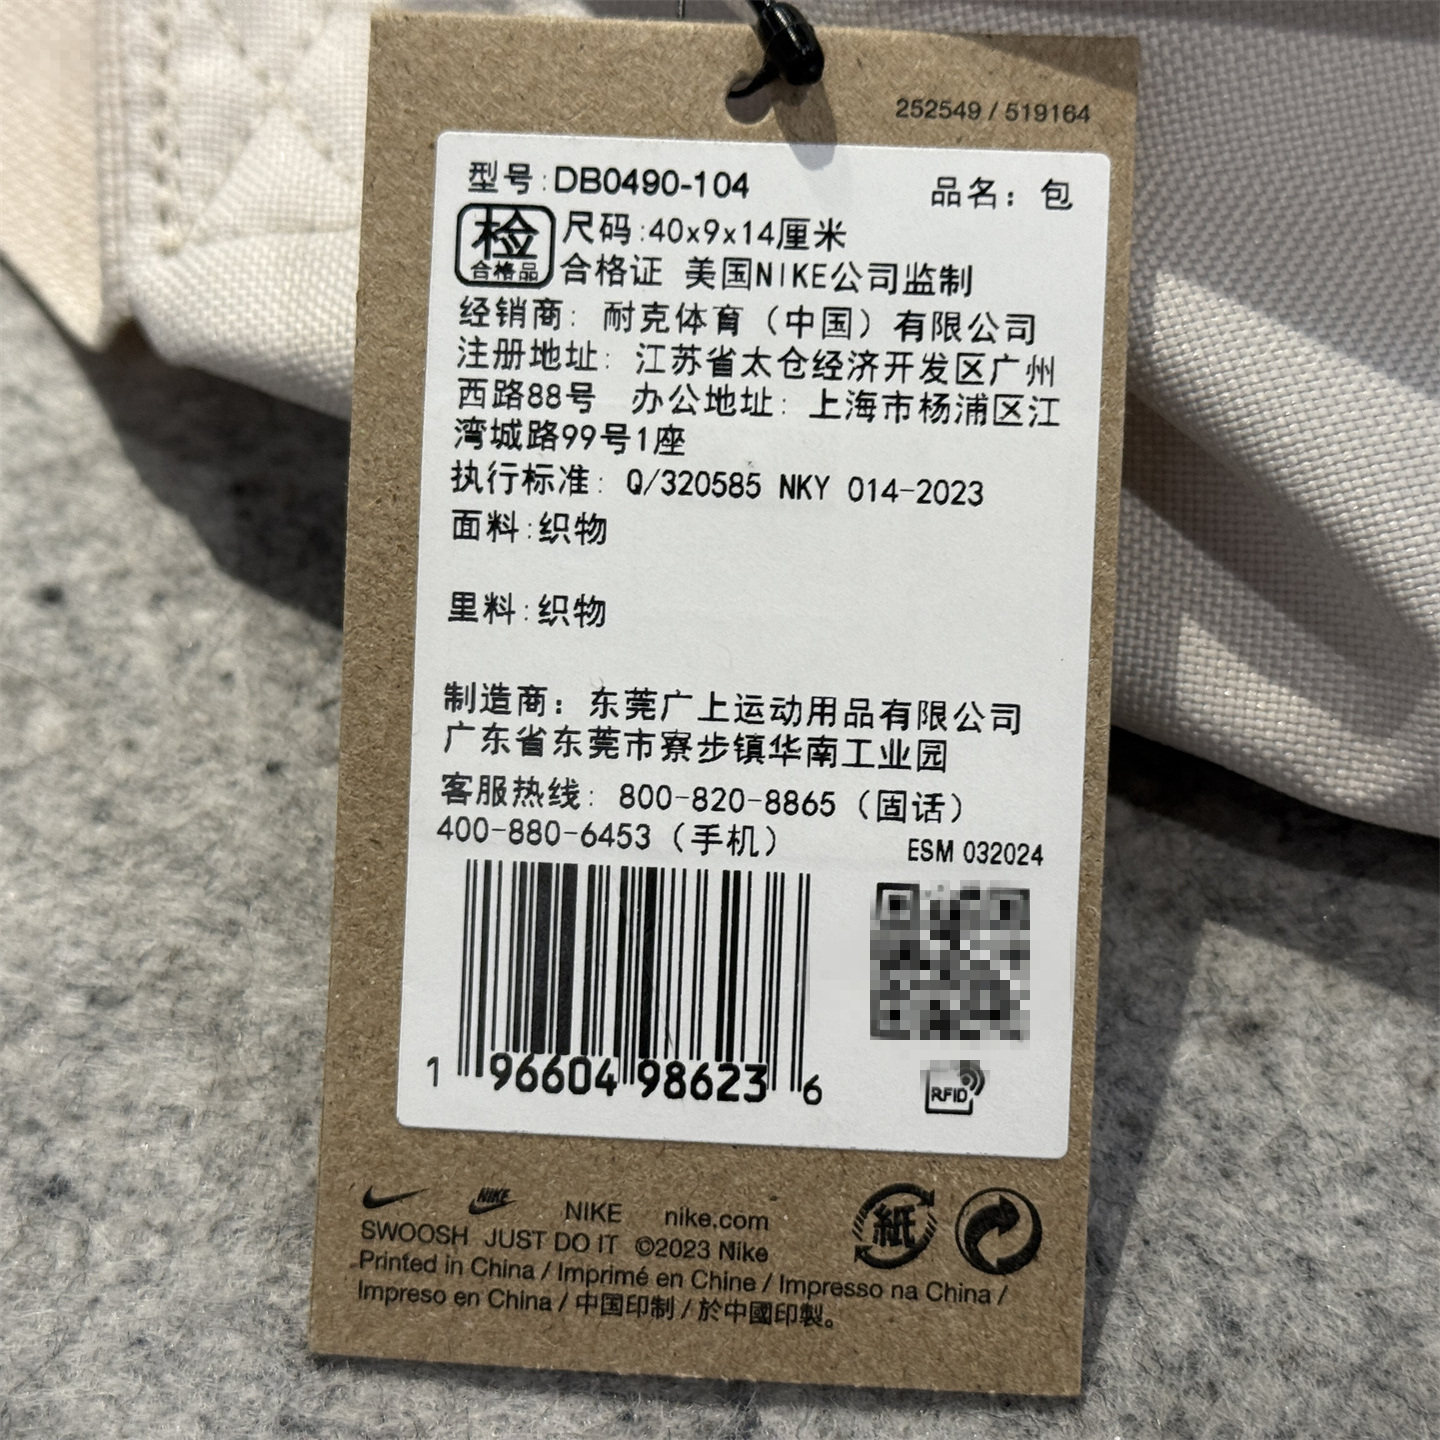 252549 / 519164
型号:DB0490-104
品名：包
检
合格品
尺码:40x9x14厘米
合格证 美国NIKE公司监制
经销商: 耐克体育（中国）有限公司
注册地址: 江苏省太仓经济开发区广州
西路88号 办公地址: 上海市杨浦区江
湾城路99号1座
执行标准: Q/320585 NKY 014-2023
面料:织物
里料:织物
制造商：东莞广上运动用品有限公司
广东省东莞市寮步镇华南工业园
客服热线: 800-820-8865（固话）
400-880-6453（手机）
ESM 032024
1 96604 98623 6
RFID
NIKE
NIKE nike.com
紙
SWOOSH JUST DO IT ©2023 Nike
Printed in China / Imprimé en Chine / Impresso na China /
Impreso en China / 中国印制 / 於中國印製。